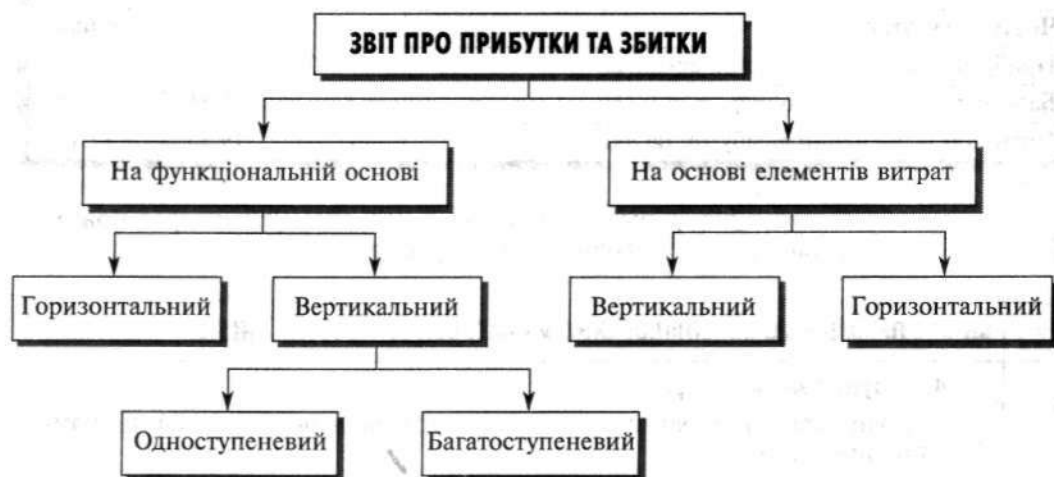 ЗВІТ ПРО ПРИБУТКИ ТА ЗБИТКИ
На функціональній основі
На основі елементів витрат
Горизонтальний
Вертикальний
Вертикальний
Горизонтальний
Одноступеневий
Багатоступеневий